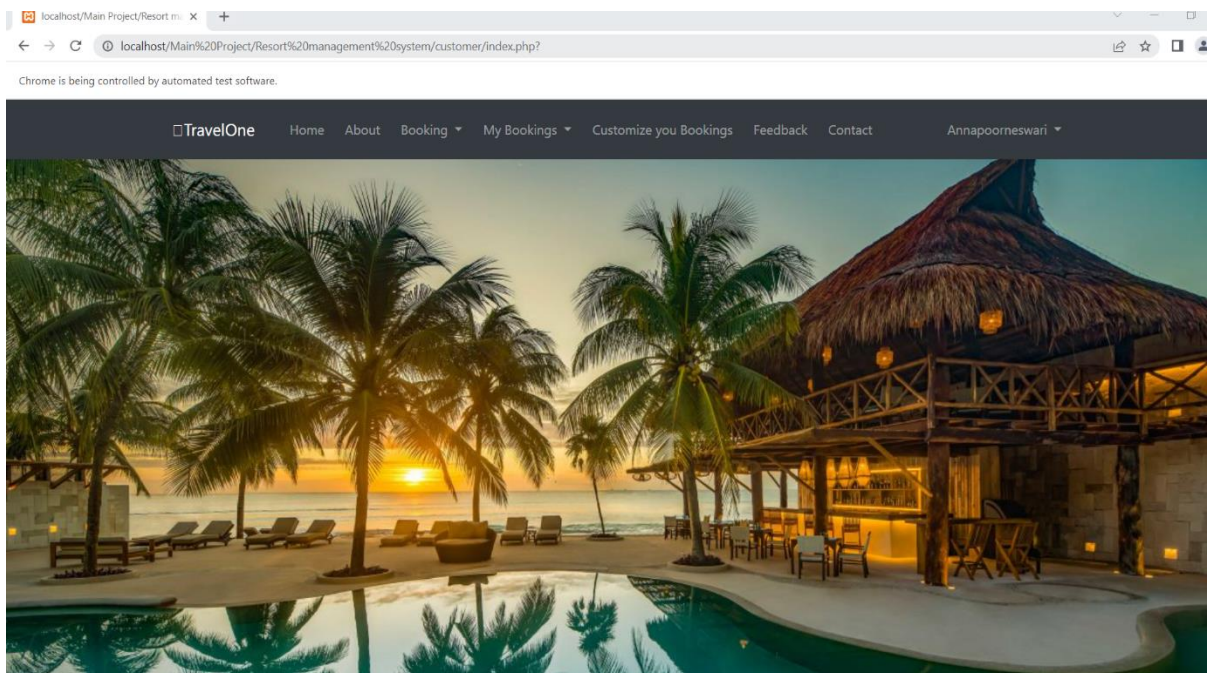 localhost/Main Project/Resort m
localhost/Main%20Project/Resort%20management%20system/customer/index.php?
Chrome is being controlled by automated test software.
TravelOne Home About Booking My Bookings Customize you Bookings Feedback Contact Annapoorneswari